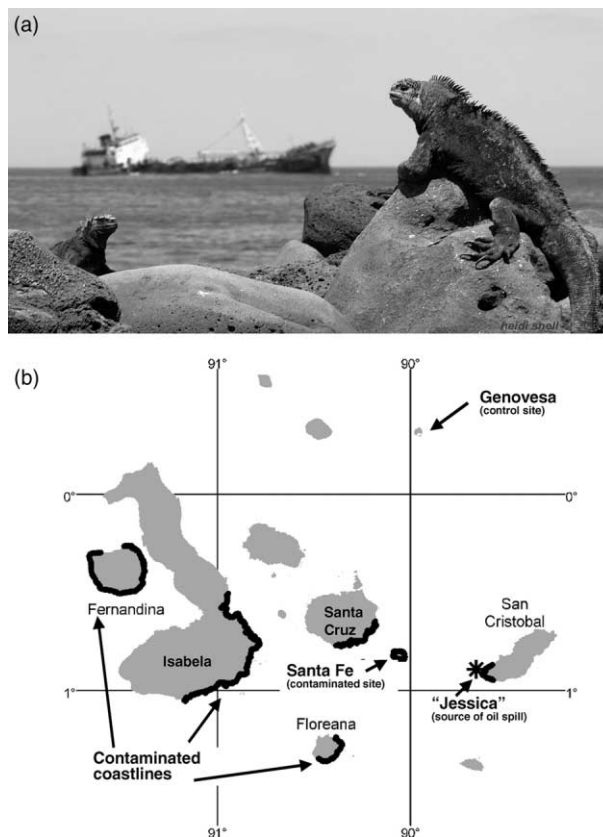 (a)
heidi snell
(b)
91°
90°
Genovesa
(control site)
0°
0°
Fernandina
Santa
Cruz
San
Cristobal
Isabela
Santa Fe
(contaminated site)
1°
"Jessica"
(source of oil spill)
Floreana
Contaminated
coastlines
91°
90°